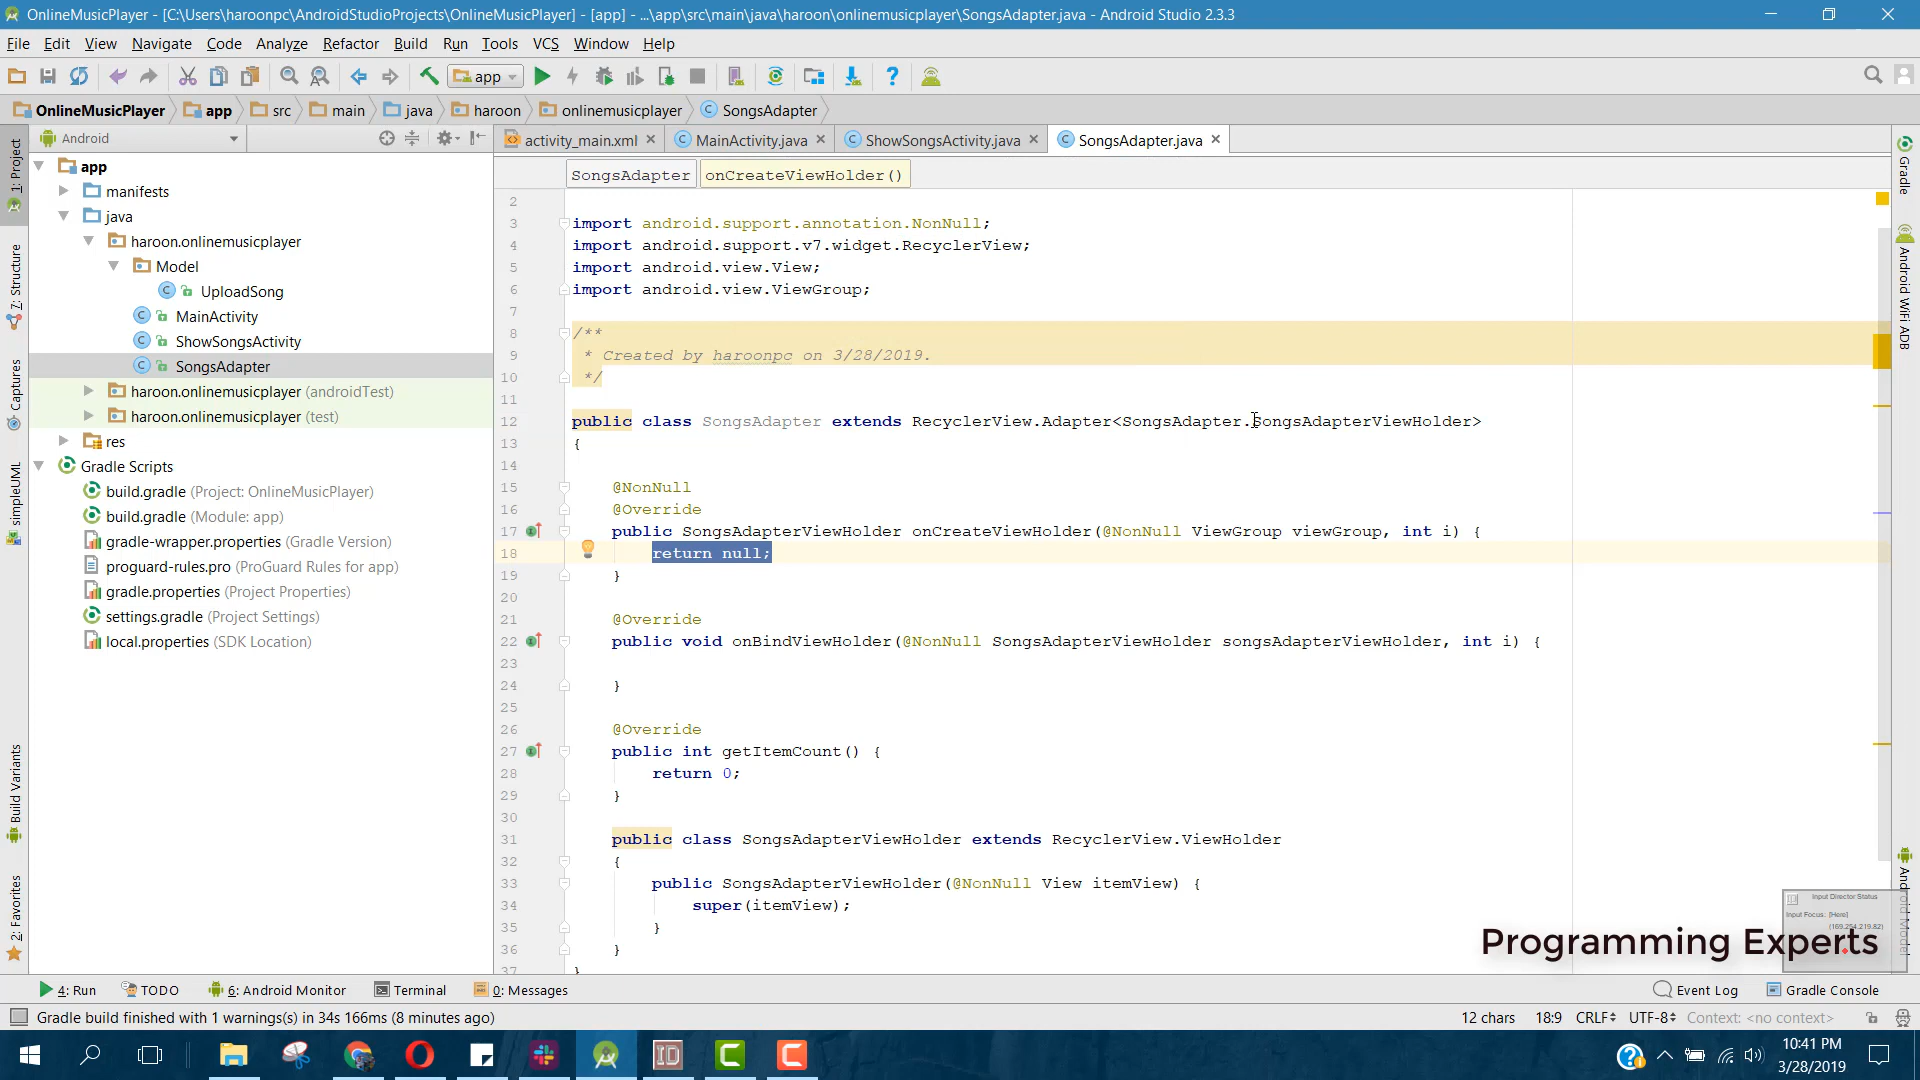 OnlineMusicPlayer - [C:\Users\haroonpc\AndroidStudioProjects\OnlineMusicPlayer] - [app] - ...\app\src\main\java\haroon\onlinemusicplayer\SongsAdapter.java - Android Studio 2.3.3
File Edit View Navigate Code Analyze Refactor Build Run Tools VCS Window Help
app
OnlineMusicPlayer app src main java haroon onlinemusicplayer SongsAdapter
Android
activity_main.xml MainActivity.java ShowSongsActivity.java SongsAdapter.java
SongsAdapter onCreateViewHolder()
1: Project
7: Structure
Captures
simpleUML
Build Variants
2: Favorites
app
manifests
java
haroon.onlinemusicplayer
Model
UploadSong
MainActivity
ShowSongsActivity
SongsAdapter
haroon.onlinemusicplayer (androidTest)
haroon.onlinemusicplayer (test)
res
Gradle Scripts
build.gradle (Project: OnlineMusicPlayer)
build.gradle (Module: app)
gradle-wrapper.properties (Gradle Version)
proguard-rules.pro (ProGuard Rules for app)
gradle.properties (Project Properties)
settings.gradle (Project Settings)
local.properties (SDK Location)
2
3 import android.support.annotation.NonNull;
4 import android.support.v7.widget.RecyclerView;
5 import android.view.View;
6 import android.view.ViewGroup;
7
8 /**
9 * Created by haroonpc on 3/28/2019.
10 */
11
12 public class SongsAdapter extends RecyclerView.Adapter<SongsAdapter.SongsAdapterViewHolder>
13 {
14
15 @NonNull
16 @Override
17 public SongsAdapterViewHolder onCreateViewHolder(@NonNull ViewGroup viewGroup, int i) {
18 return null;
19 }
20
21 @Override
22 public void onBindViewHolder(@NonNull SongsAdapterViewHolder songsAdapterViewHolder, int i) {
23
24 }
25
26 @Override
27 public int getItemCount() {
28 return 0;
29 }
30
31 public class SongsAdapterViewHolder extends RecyclerView.ViewHolder
32 {
33 public SongsAdapterViewHolder(@NonNull View itemView) {
34 super(itemView);
35 }
36 }
37 }
Gradle
Android WiFi ADB
Android Model
Input Director Status
Input Focus: [Here]
(169.254.219.82)
Programming Experts
4: Run TODO 6: Android Monitor Terminal 0: Messages Event Log Gradle Console
Gradle build finished with 1 warnings(s) in 34s 166ms (8 minutes ago) 12 chars 18:9 CRLF UTF-8 Context: <no context>
10:41 PM
3/28/2019